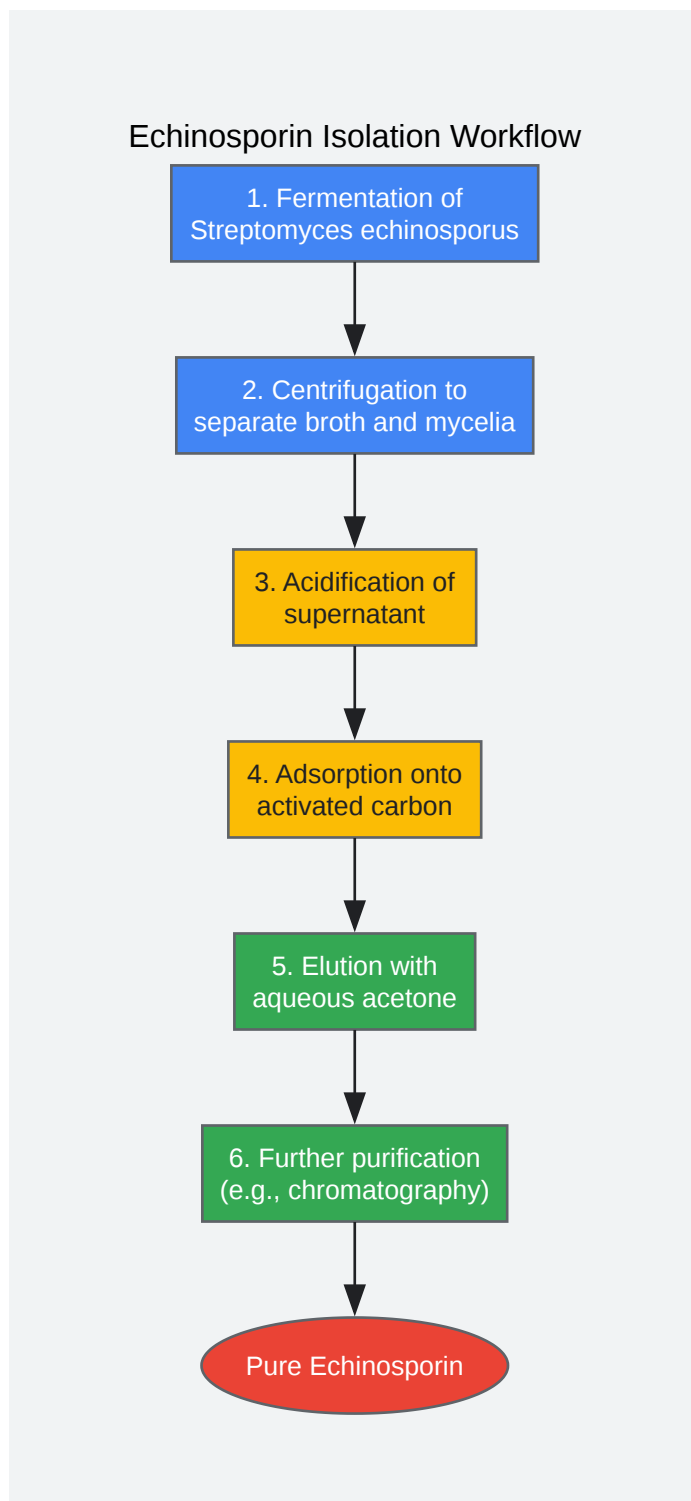 Echinosporin Isolation Workflow
1. Fermentation of
Streptomyces echinosporus
2. Centrifugation to
separate broth and mycelia
3. Acidification of
supernatant
4. Adsorption onto
activated carbon
5. Elution with
aqueous acetone
6. Further purification
(e.g., chromatography)
Pure Echinosporin